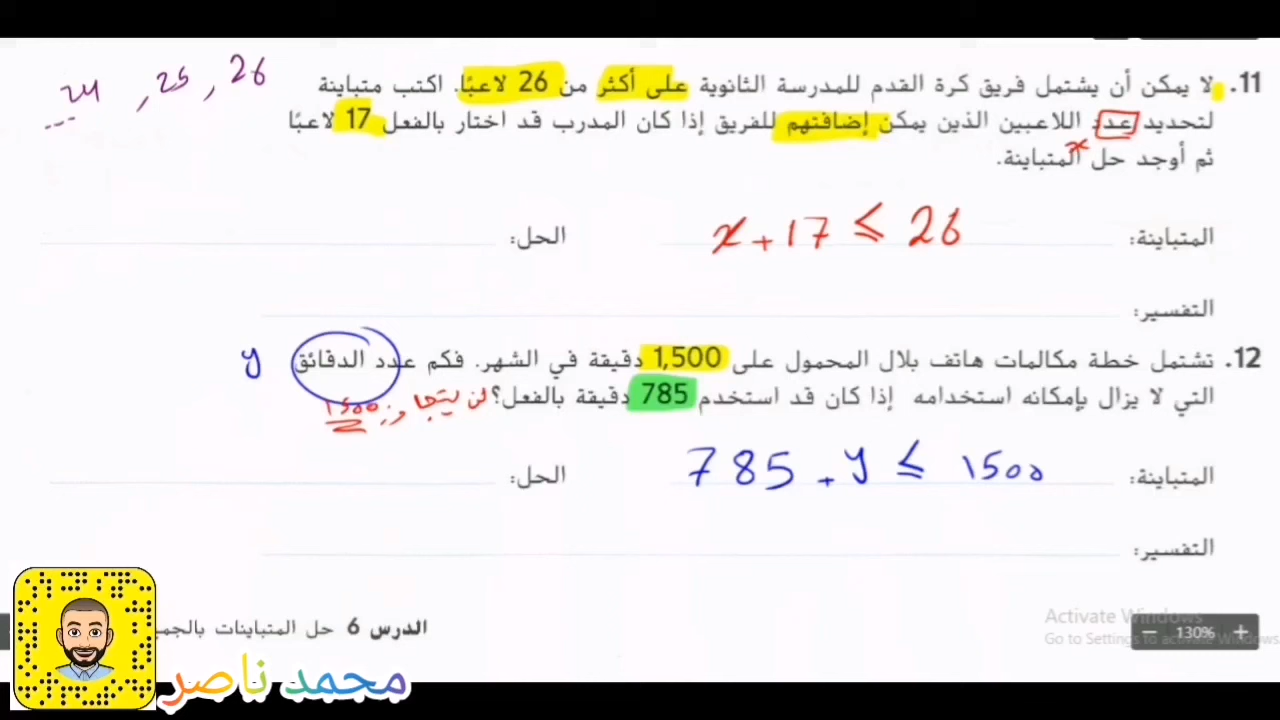 24 , 25 , 26
11. لا يمكن أن يشتمل فريق كرة القدم للمدرسة الثانوية على أكثر من 26 لاعبًا. اكتب متباينة
لتحديد عدد اللاعبين الذين يمكن إضافتهم للفريق إذا كان المدرب قد اختار بالفعل 17 لاعبًا
x
ثم أوجد حل المتباينة.
المتباينة: x + 17 ≤ 26 الحل:
التفسير:
12. تشتمل خطة مكالمات هاتف بلال المحمول على 1,500 دقيقة في الشهر. فكم عدد الدقائق y
التي لا يزال بإمكانه استخدامه إذا كان قد استخدم 785 دقيقة بالفعل؟ لن يتجاوز 1500
المتباينة: 785 + y ≤ 1500 الحل:
التفسير:
الدرس 6 حل المتباينات بالجمع
Activate Windows
Go to Settings to activate Windows
130%
محمد ناصر